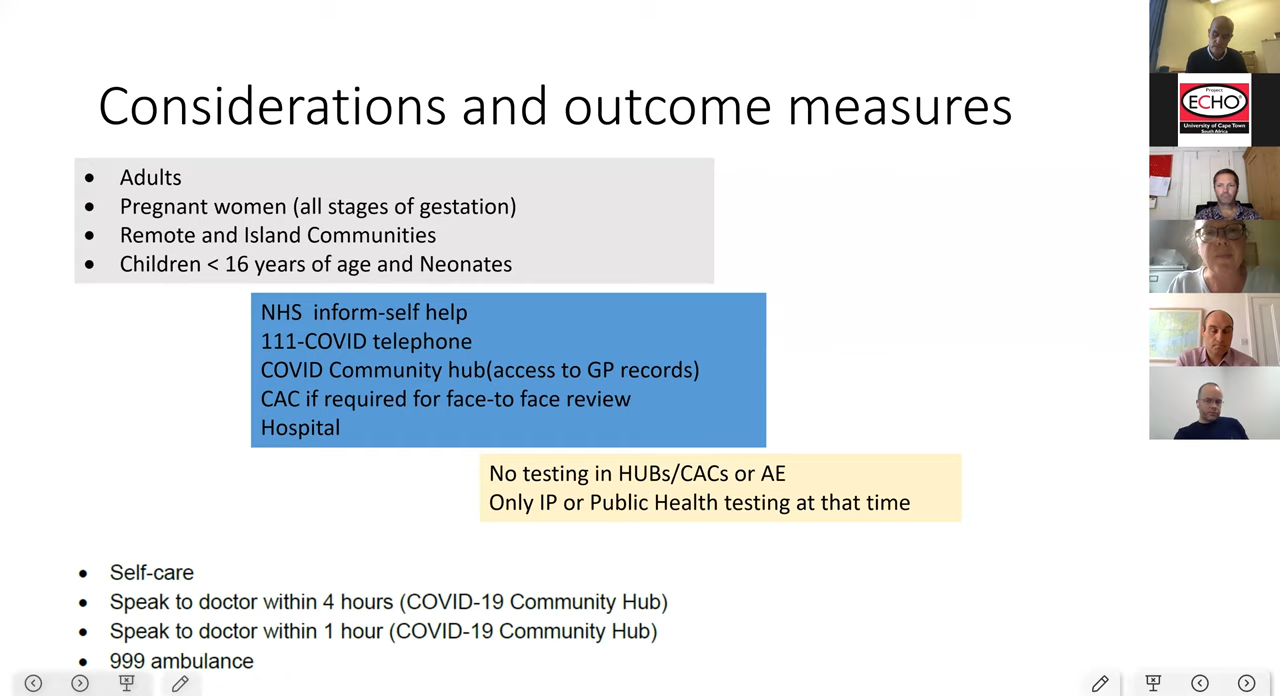 Considerations and outcome measures
• Adults
• Pregnant women (all stages of gestation)
• Remote and Island Communities
• Children < 16 years of age and Neonates
NHS inform-self help
111-COVID telephone
COVID Community hub(access to GP records)
CAC if required for face-to face review
Hospital
No testing in HUBs/CACs or AE
Only IP or Public Health testing at that time
• Self-care
• Speak to doctor within 4 hours (COVID-19 Community Hub)
• Speak to doctor within 1 hour (COVID-19 Community Hub)
• 999 ambulance
Project
ECHO
University of Cape Town
South Africa